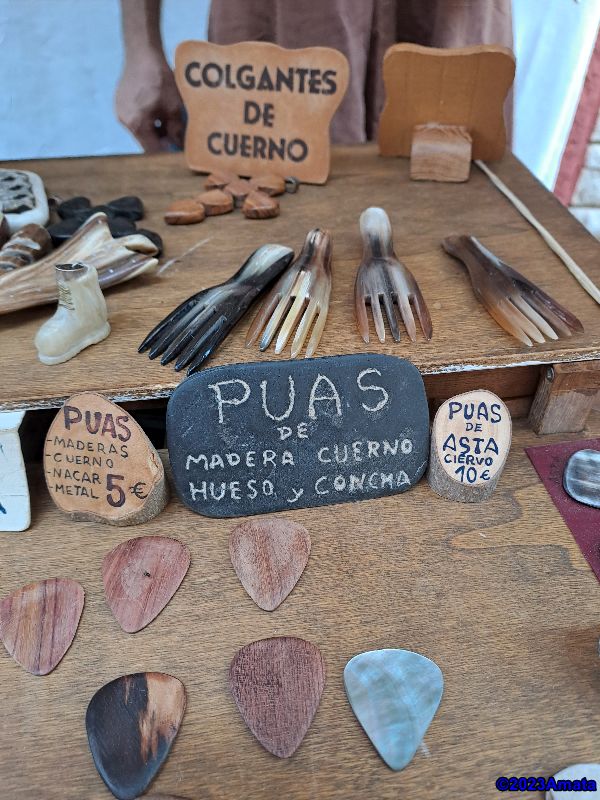 COLGANTES
DE
CUERNO
PUAS
-MADERAS
-CUERNO
-NACAR
-METAL 5€
PUAS
DE
MADERA CUERNO
HUESO y CONCHA
PUAS
DE
ASTA
CIERVO
10€
©2023Amata